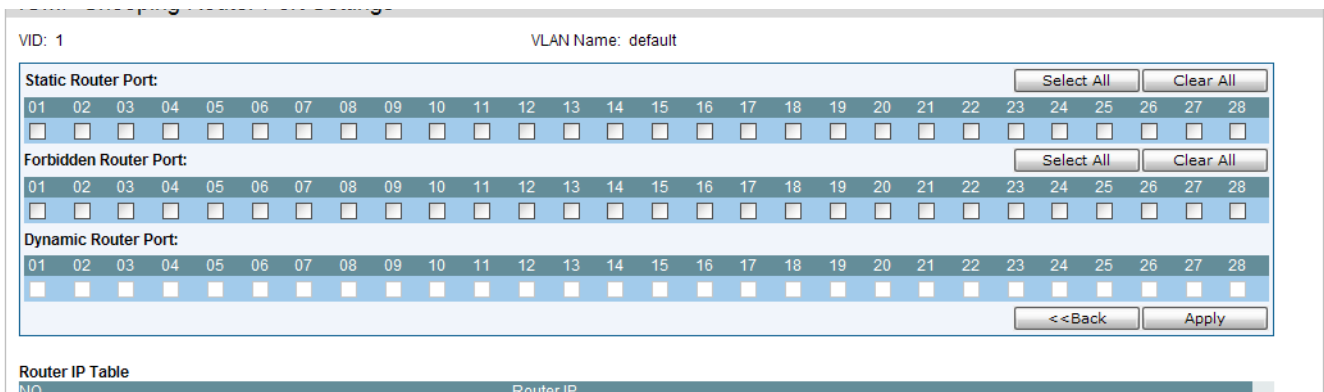 IGMP Snooping Router Port Settings
VID: 1 VLAN Name: default
Static Router Port: Select All Clear All
01 02 03 04 05 06 07 08 09 10 11 12 13 14 15 16 17 18 19 20 21 22 23 24 25 26 27 28
Forbidden Router Port: Select All Clear All
01 02 03 04 05 06 07 08 09 10 11 12 13 14 15 16 17 18 19 20 21 22 23 24 25 26 27 28
Dynamic Router Port:
01 02 03 04 05 06 07 08 09 10 11 12 13 14 15 16 17 18 19 20 21 22 23 24 25 26 27 28
<<Back Apply
Router IP Table
NO. Router IP